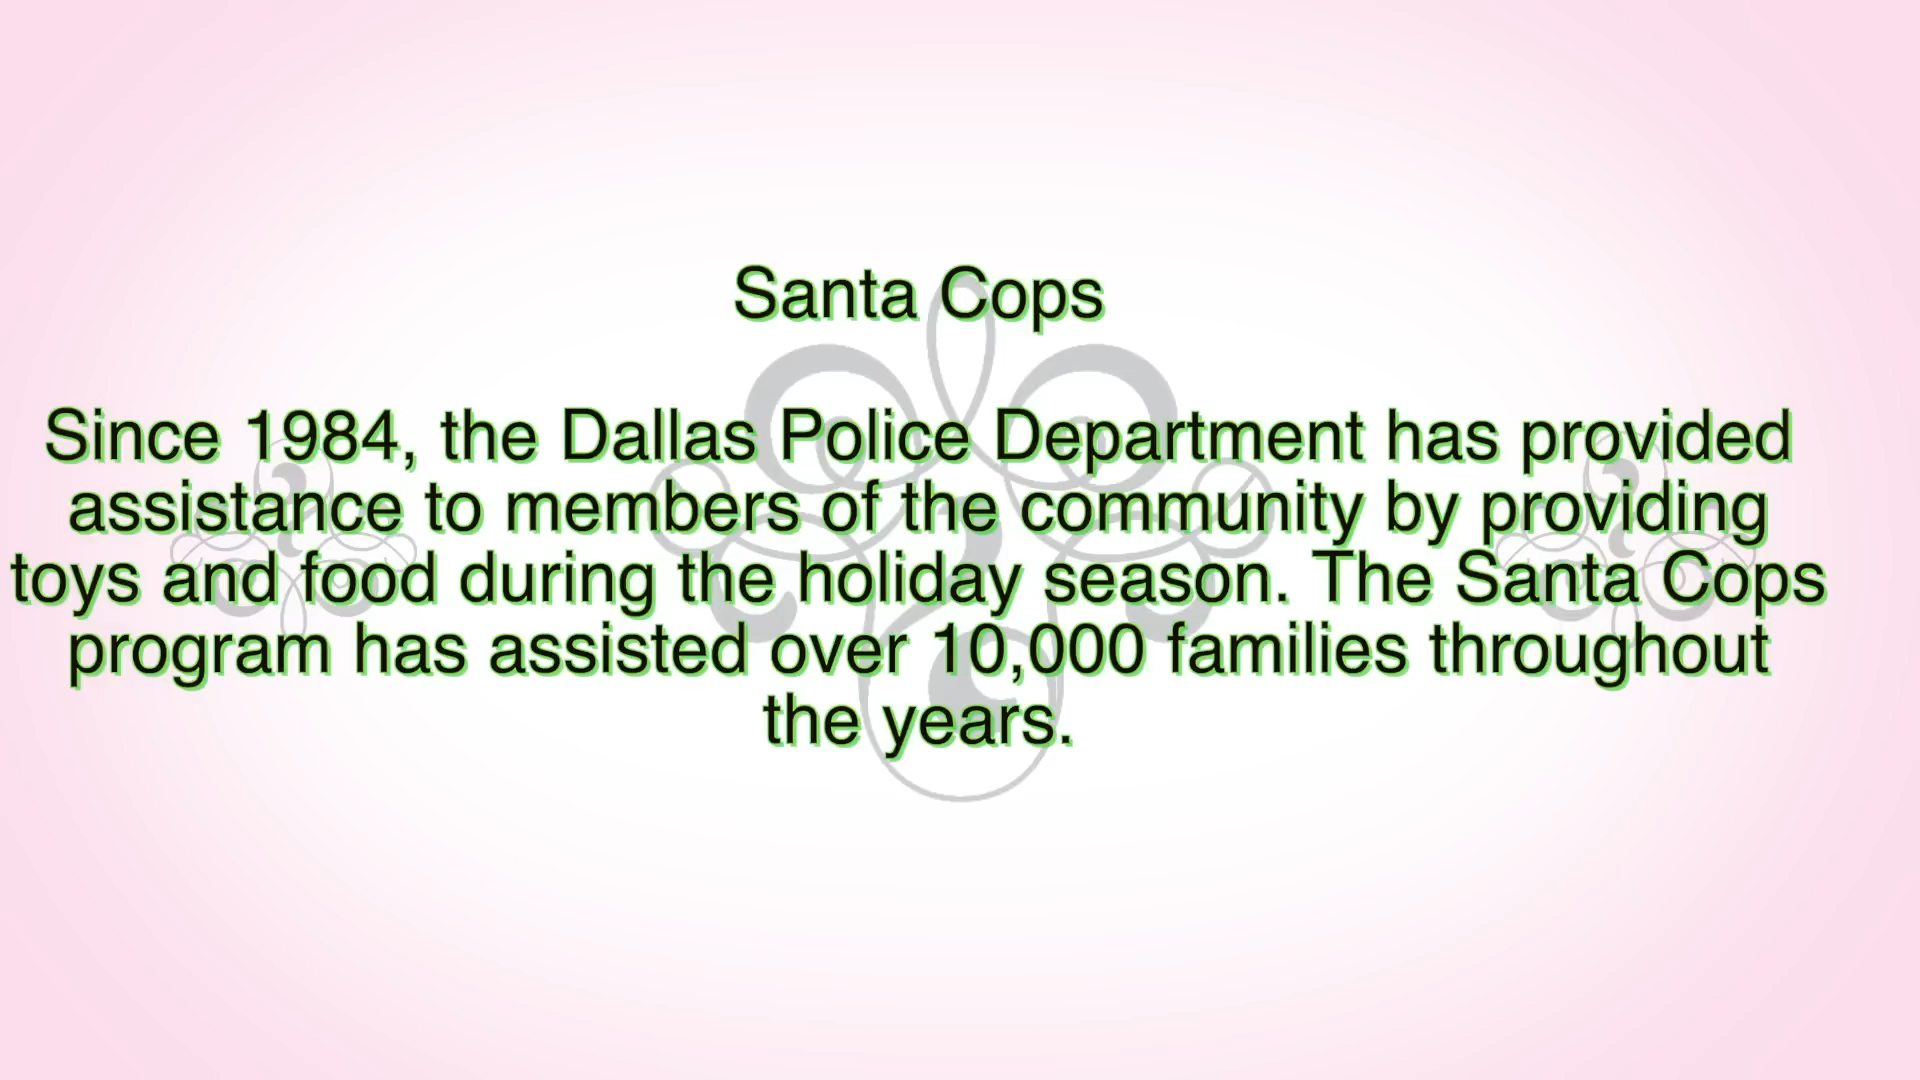 Santa Cops
Since 1984, the Dallas Police Department has provided
assistance to members of the community by providing
toys and food during the holiday season. The Santa Cops
program has assisted over 10,000 families throughout
the years.